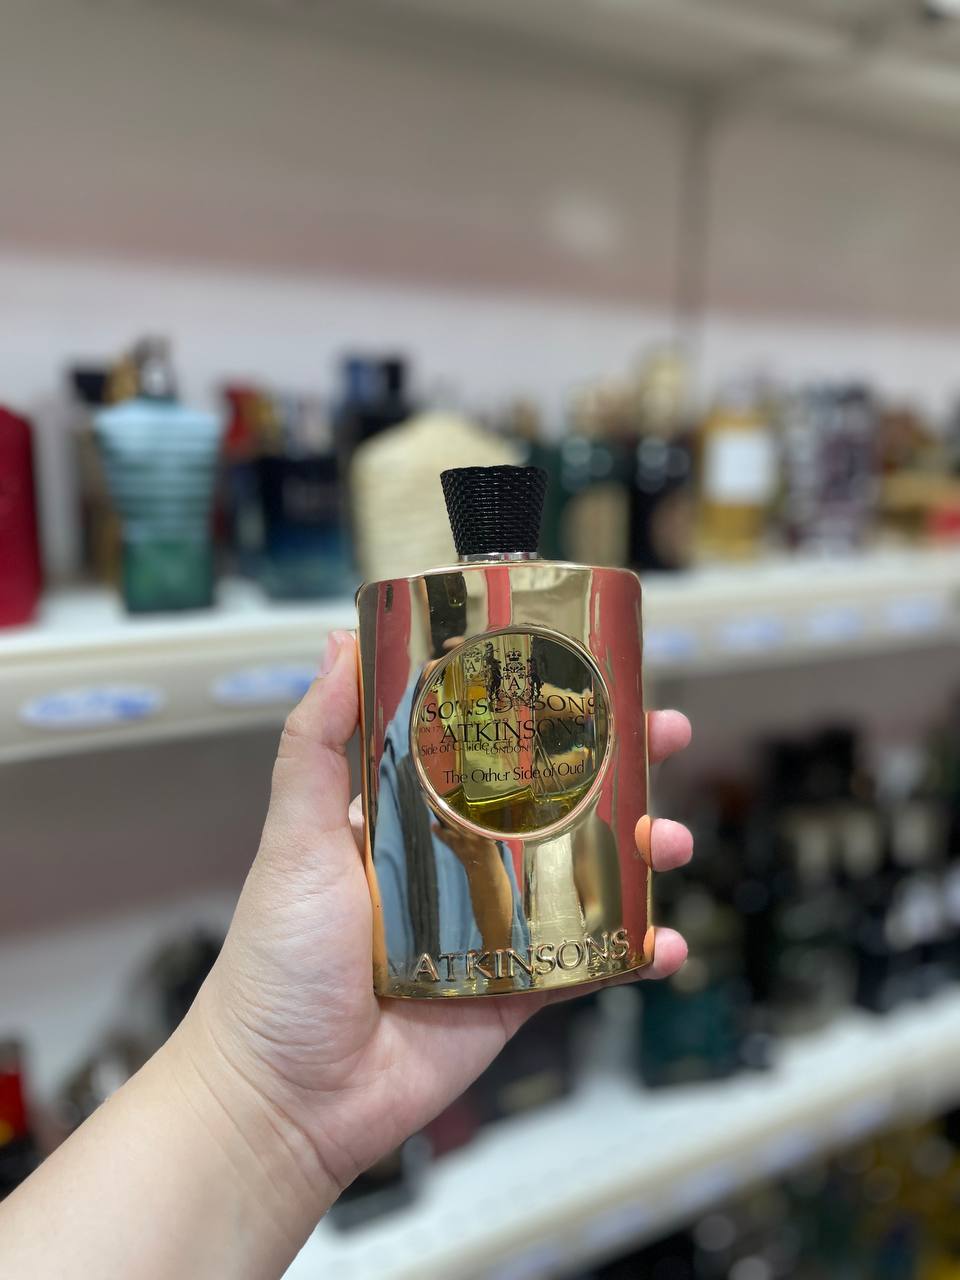 ATKINSONS
LONDON
The Other Side of Oud
ATKINSONS